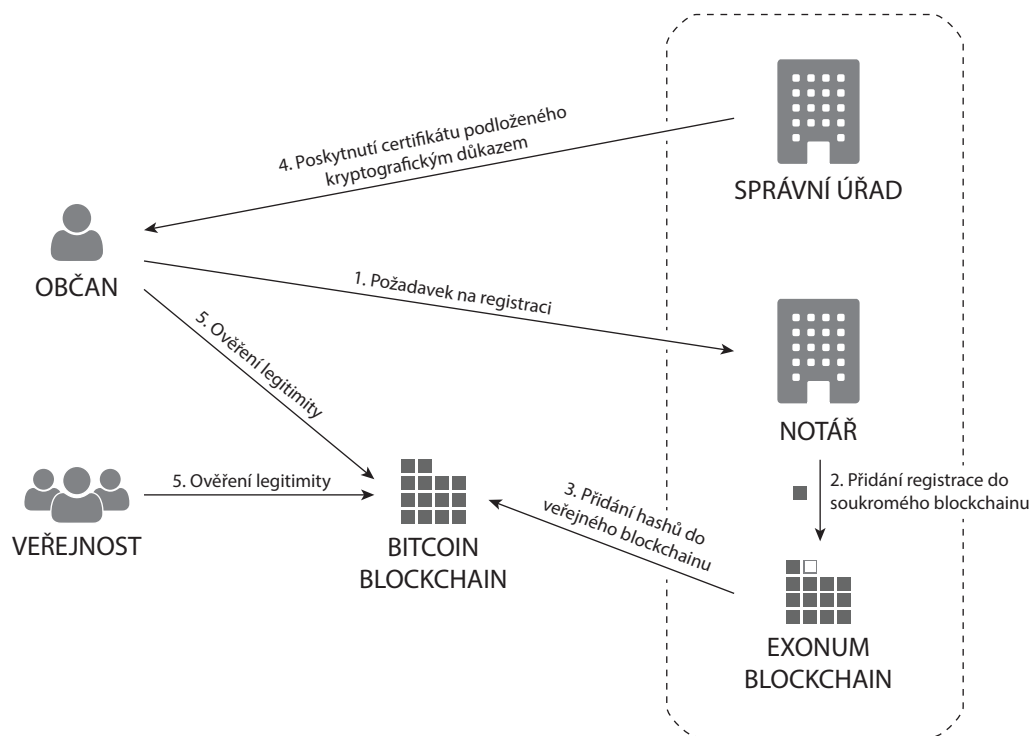 4. Poskytnutí certifikátu podloženého
kryptografickým důkazem
SPRÁVNÍ ÚŘAD
OBČAN
1. Požadavek na registraci
5. Ověření legitimity
NOTÁŘ
5. Ověření legitimity
VEŘEJNOST
BITCOIN
BLOCKCHAIN
3. Přidání hashů do
veřejného blockchainu
2. Přidání registrace do
soukromého blockchainu
EXONUM
BLOCKCHAIN